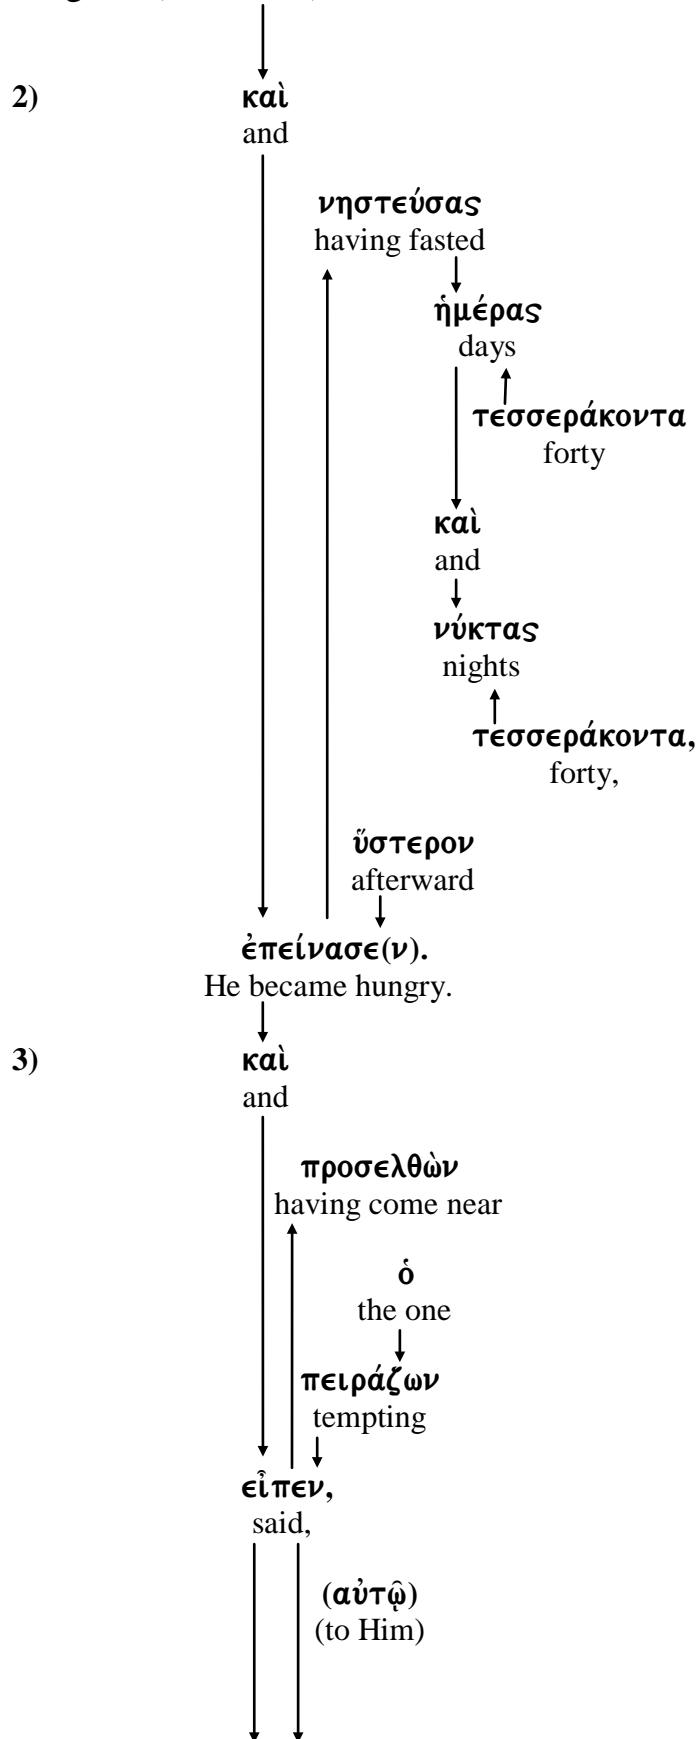 2)
καὶ
and
νηστεύσας
having fasted
ἡμέρας
days
τεσσεράκοντα
forty
καὶ
and
νύκτας
nights
τεσσεράκοντα,
forty,
ὕστερον
afterward
ἐπείνασε(ν).
He became hungry.
3)
καὶ
and
προσελθὼν
having come near
ὁ
the one
πειράζων
tempting
εἶπεν,
said,
(αὐτῷ)
(to Him)